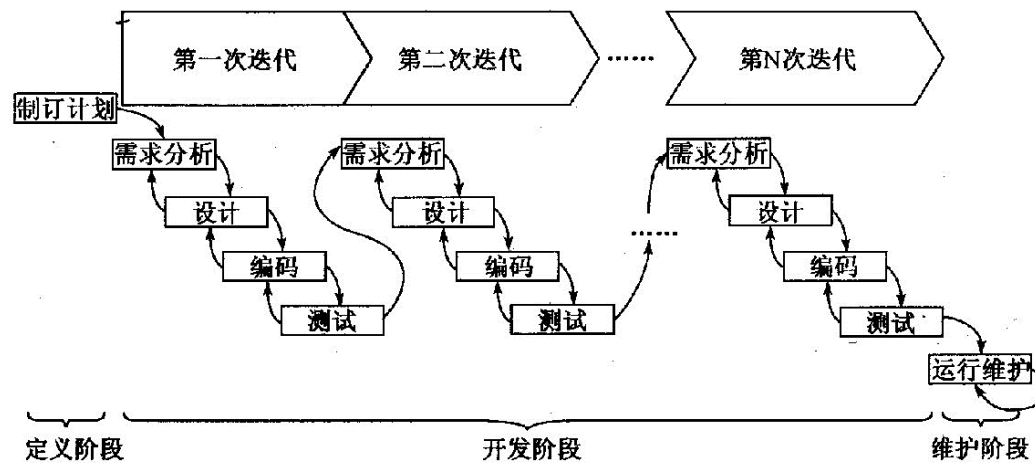 第一次迭代
第二次迭代
……
第N次迭代
制订计划
需求分析
需求分析
需求分析
设计
设计
设计
……
编码
编码
编码
测试
测试
测试
运行维护
定义阶段
开发阶段
维护阶段